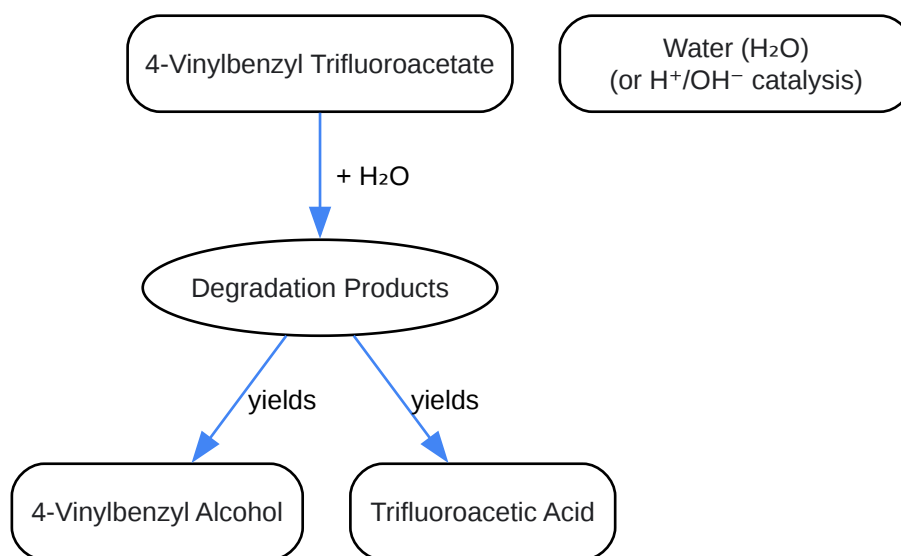 4-Vinylbenzyl Trifluoroacetate
Water (H₂O)
(or H⁺/OH⁻ catalysis)
+ H₂O
Degradation Products
yields
yields
4-Vinylbenzyl Alcohol
Trifluoroacetic Acid